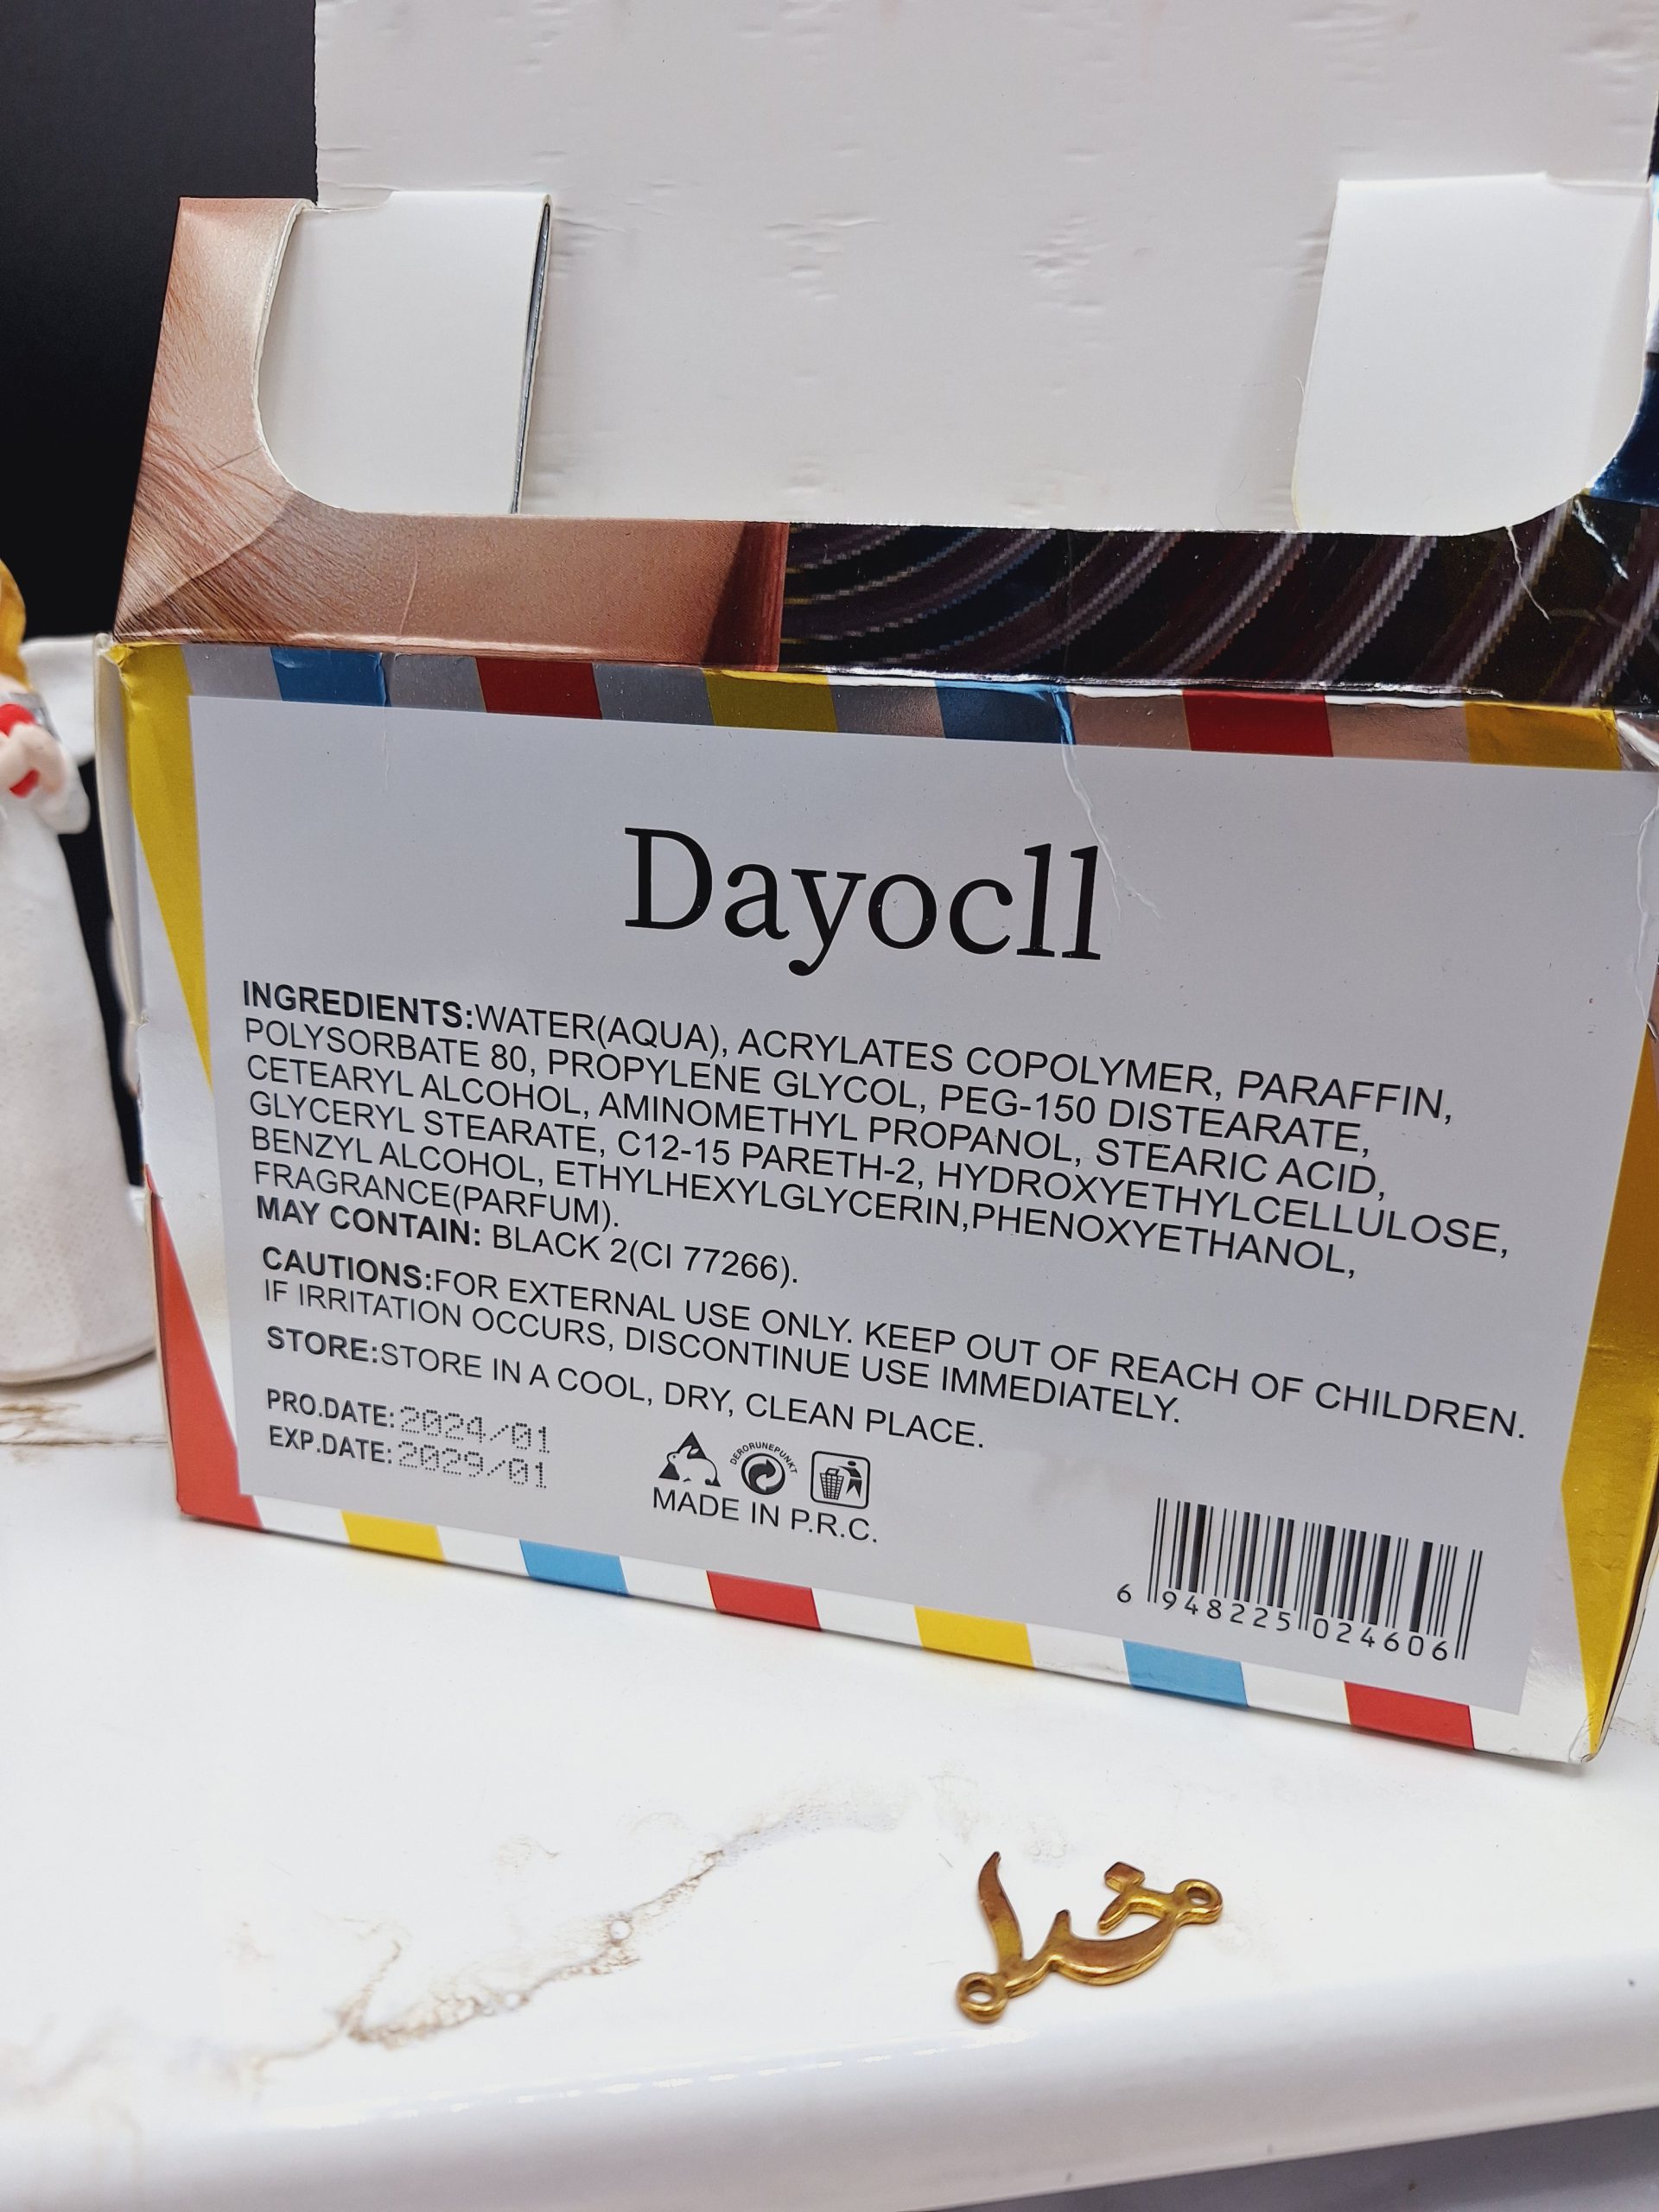 Dayocll
INGREDIENTS:WATER(AQUA), ACRYLATES COPOLYMER, PARAFFIN,
POLYSORBATE 80, PROPYLENE GLYCOL, PEG-150 DISTEARATE,
CETEARYL ALCOHOL, AMINOMETHYL PROPANOL, STEARIC ACID,
GLYCERYL STEARATE, C12-15 PARETH-2, HYDROXYETHYLCELLULOSE,
BENZYL ALCOHOL, ETHYLHEXYLGLYCERIN,PHENOXYETHANOL,
FRAGRANCE(PARFUM).
MAY CONTAIN: BLACK 2(CI 77266).
CAUTIONS:FOR EXTERNAL USE ONLY. KEEP OUT OF REACH OF CHILDREN.
IF IRRITATION OCCURS, DISCONTINUE USE IMMEDIATELY.
STORE:STORE IN A COOL, DRY, CLEAN PLACE.
PRO.DATE:2024/01
EXP.DATE:2029/01
DERORUNEPUNKT
MADE IN P.R.C.
6 948225 024606
خدا